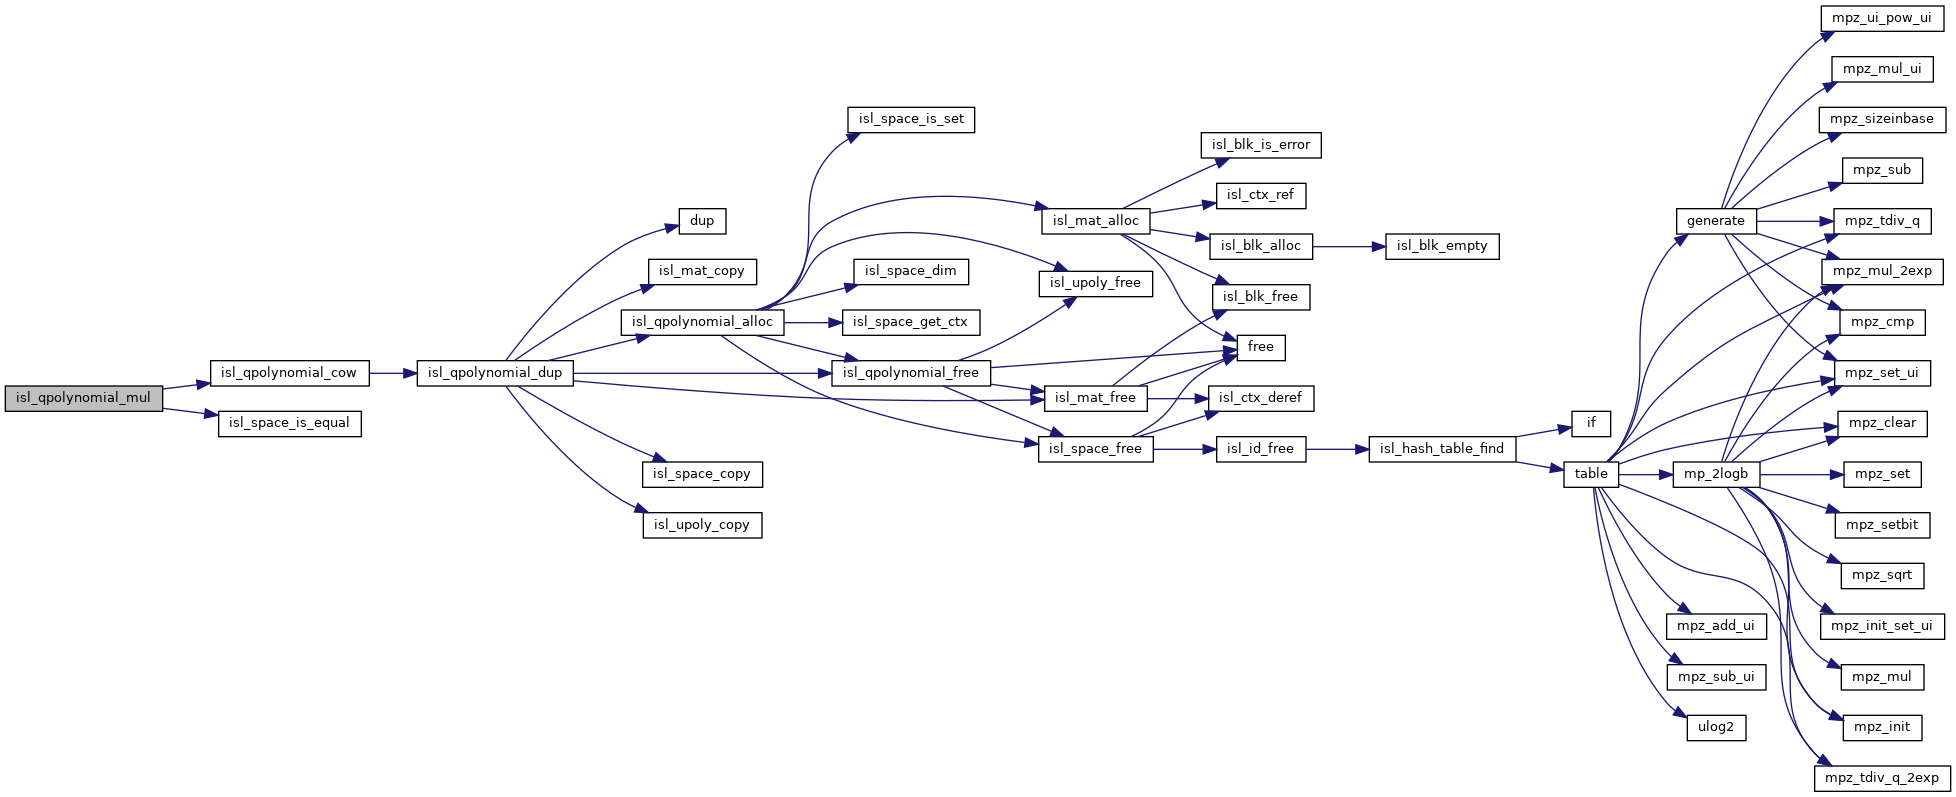 isl_qpolynomial_mul
isl_qpolynomial_cow
isl_space_is_equal
isl_qpolynomial_dup
dup
isl_mat_copy
isl_qpolynomial_alloc
isl_space_copy
isl_upoly_copy
isl_space_is_set
isl_space_dim
isl_space_get_ctx
isl_qpolynomial_free
isl_mat_alloc
isl_upoly_free
isl_mat_free
isl_space_free
isl_blk_is_error
isl_ctx_ref
isl_blk_alloc
isl_blk_free
free
isl_ctx_deref
isl_id_free
isl_blk_empty
isl_hash_table_find
if
table
generate
mp_2logb
mpz_add_ui
mpz_sub_ui
ulog2
mpz_ui_pow_ui
mpz_mul_ui
mpz_sizeinbase
mpz_sub
mpz_tdiv_q
mpz_mul_2exp
mpz_cmp
mpz_set_ui
mpz_clear
mpz_set
mpz_setbit
mpz_sqrt
mpz_init_set_ui
mpz_mul
mpz_init
mpz_tdiv_q_2exp